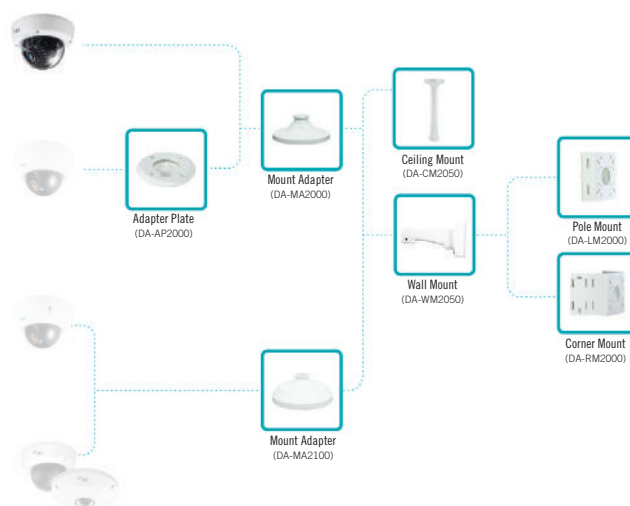 Ceiling Mount
(DA-CM2050)
Mount Adapter
(DA-MA2000)
Adapter Plate
(DA-AP2000)
Pole Mount
(DA-LM2000)
Wall Mount
(DA-WM2050)
Corner Mount
(DA-RM2000)
Mount Adapter
(DA-MA2100)